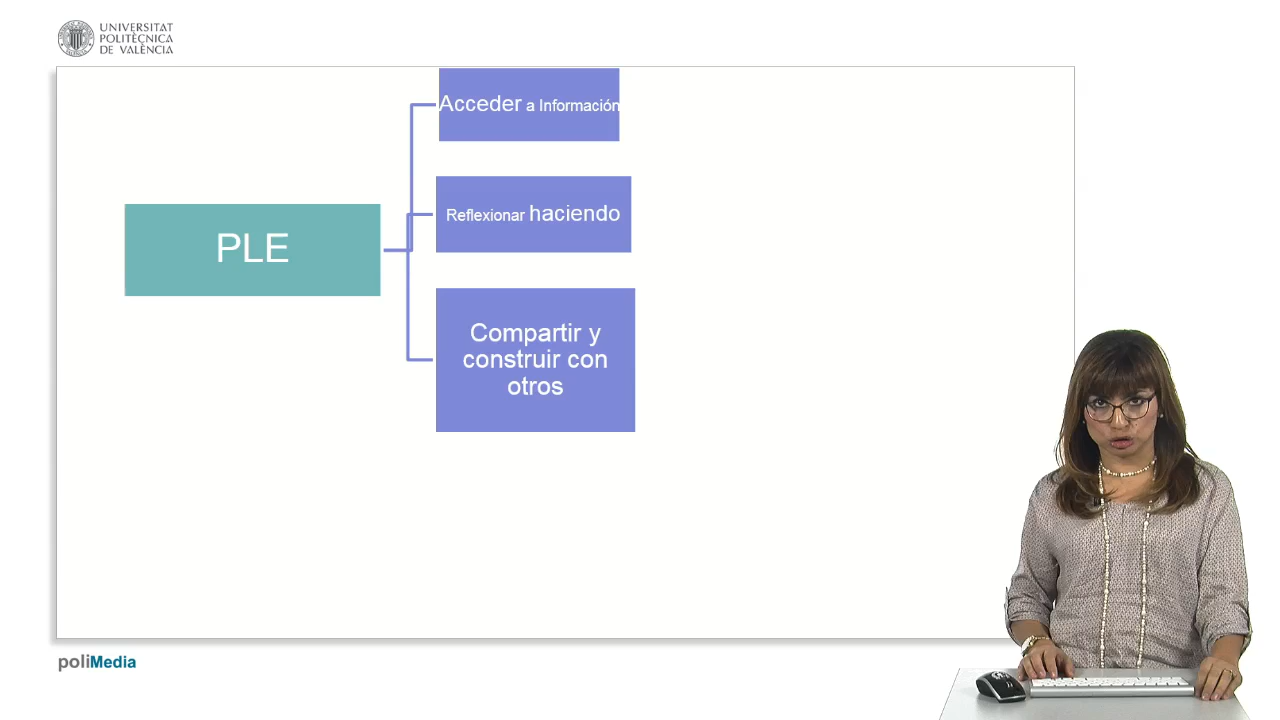 UNIVERSITAT
POLITÈCNICA
DE VALÈNCIA
Acceder a Información
Reflexionar haciendo
PLE
Compartir y
construir con
otros
poliMedia